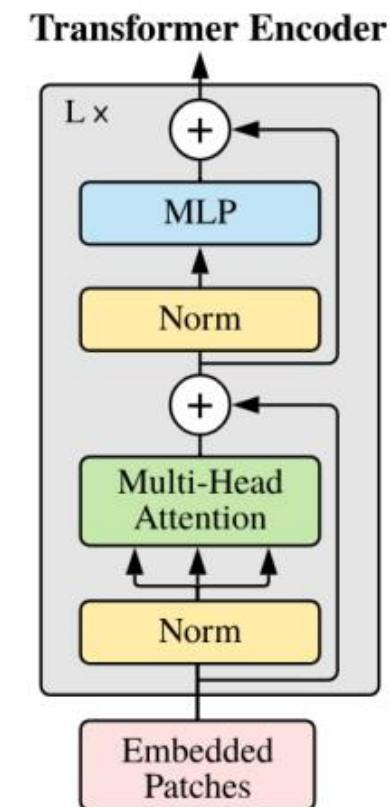 Transformer Encoder
L ×
+
MLP
Norm
+
Multi-Head
Attention
Norm
Embedded
Patches